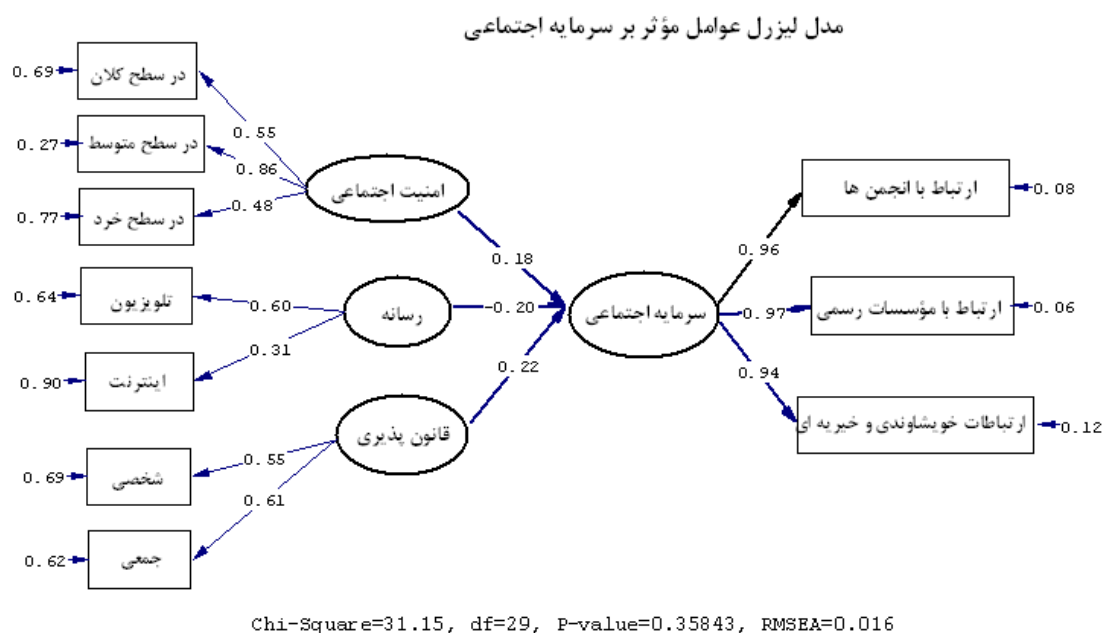 مدل لیزرل عوامل مؤثر بر سرمایه اجتماعی
0.69
در سطح کلان
0.55
0.27
در سطح متوسط
0.86
0.77
در سطح خرد
0.48
امنیت اجتماعی
0.18
0.64
تلویزیون
0.60
رسانه
-0.20
0.90
اینترنت
0.31
قانون پذیری
0.22
0.69
شخصی
0.55
0.62
جمعی
0.61
سرمایه اجتماعی
0.96
ارتباط با انجمن ها
0.08
0.97
ارتباط با مؤسسات رسمی
0.06
0.94
ارتباطات خویشاوندی و خیریه ای
0.12
Chi-Square=31.15, df=29, P-value=0.35843, RMSEA=0.016